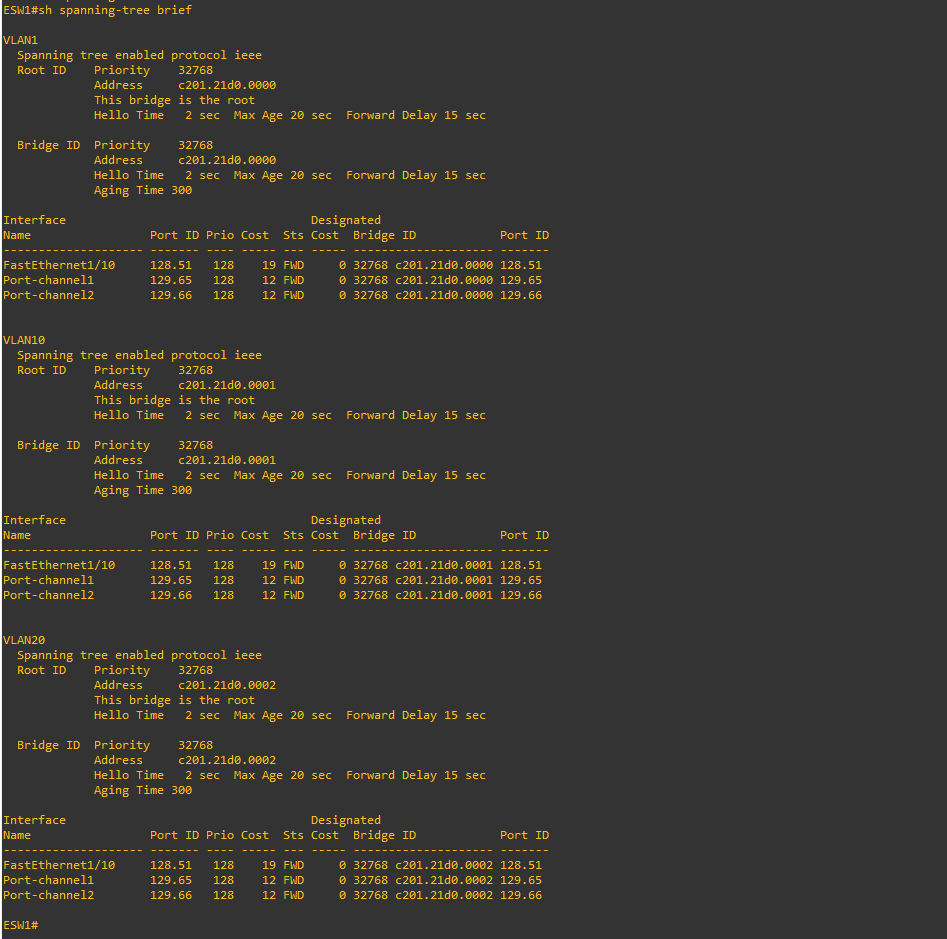 ESW1#sh spanning-tree brief

VLAN1
  Spanning tree enabled protocol ieee
  Root ID    Priority    32768
             Address     c201.21d0.0000
             This bridge is the root
             Hello Time   2 sec  Max Age 20 sec  Forward Delay 15 sec

  Bridge ID  Priority    32768
             Address     c201.21d0.0000
             Hello Time   2 sec  Max Age 20 sec  Forward Delay 15 sec
             Aging Time 300

Interface                                   Designated
Name                 Port ID Prio Cost  Sts Cost  Bridge ID            Port ID
-------------------- ------- ---- ----- --- ----- -------------------- -------
FastEthernet1/10     128.51   128    19 FWD     0 32768 c201.21d0.0000 128.51
Port-channel1        129.65   128    12 FWD     0 32768 c201.21d0.0000 129.65
Port-channel2        129.66   128    12 FWD     0 32768 c201.21d0.0000 129.66


VLAN10
  Spanning tree enabled protocol ieee
  Root ID    Priority    32768
             Address     c201.21d0.0001
             This bridge is the root
             Hello Time   2 sec  Max Age 20 sec  Forward Delay 15 sec

  Bridge ID  Priority    32768
             Address     c201.21d0.0001
             Hello Time   2 sec  Max Age 20 sec  Forward Delay 15 sec
             Aging Time 300

Interface                                   Designated
Name                 Port ID Prio Cost  Sts Cost  Bridge ID            Port ID
-------------------- ------- ---- ----- --- ----- -------------------- -------
FastEthernet1/10     128.51   128    19 FWD     0 32768 c201.21d0.0001 128.51
Port-channel1        129.65   128    12 FWD     0 32768 c201.21d0.0001 129.65
Port-channel2        129.66   128    12 FWD     0 32768 c201.21d0.0001 129.66


VLAN20
  Spanning tree enabled protocol ieee
  Root ID    Priority    32768
             Address     c201.21d0.0002
             This bridge is the root
             Hello Time   2 sec  Max Age 20 sec  Forward Delay 15 sec

  Bridge ID  Priority    32768
             Address     c201.21d0.0002
             Hello Time   2 sec  Max Age 20 sec  Forward Delay 15 sec
             Aging Time 300

Interface                                   Designated
Name                 Port ID Prio Cost  Sts Cost  Bridge ID            Port ID
-------------------- ------- ---- ----- --- ----- -------------------- -------
FastEthernet1/10     128.51   128    19 FWD     0 32768 c201.21d0.0002 128.51
Port-channel1        129.65   128    12 FWD     0 32768 c201.21d0.0002 129.65
Port-channel2        129.66   128    12 FWD     0 32768 c201.21d0.0002 129.66

ESW1#